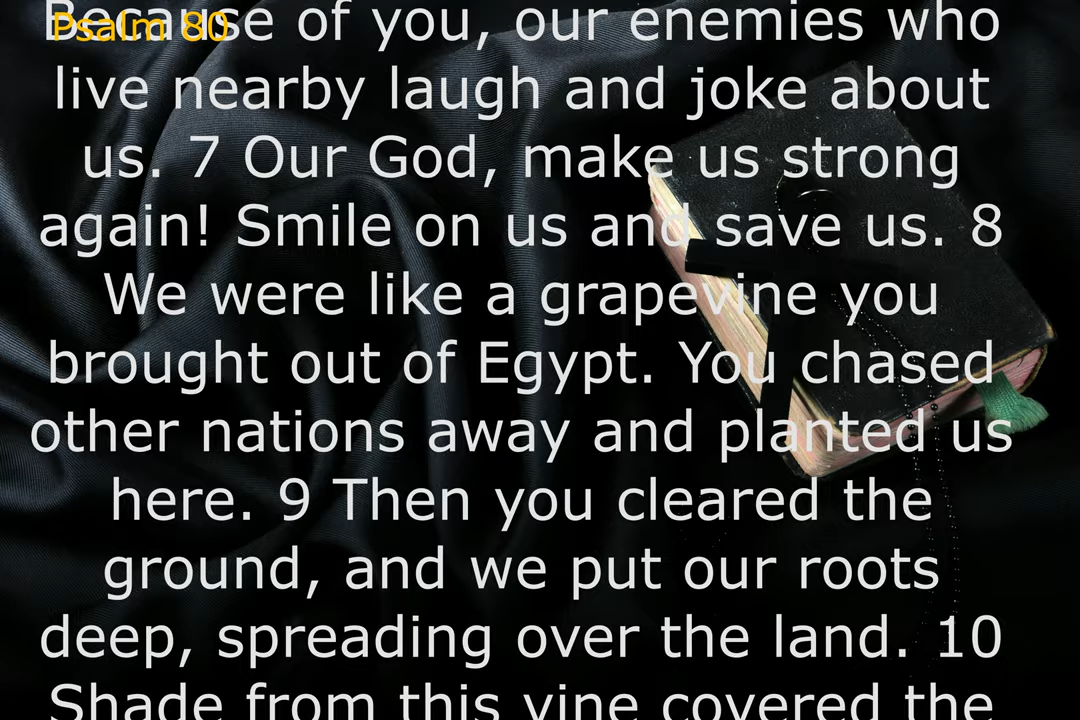 Psalm 80
Because of you, our enemies who
live nearby laugh and joke about
us. 7 Our God, make us strong
again! Smile on us and save us. 8
We were like a grapevine you
brought out of Egypt. You chased
other nations away and planted us
here. 9 Then you cleared the
ground, and we put our roots
deep, spreading over the land. 10
Shade from this vine covered the